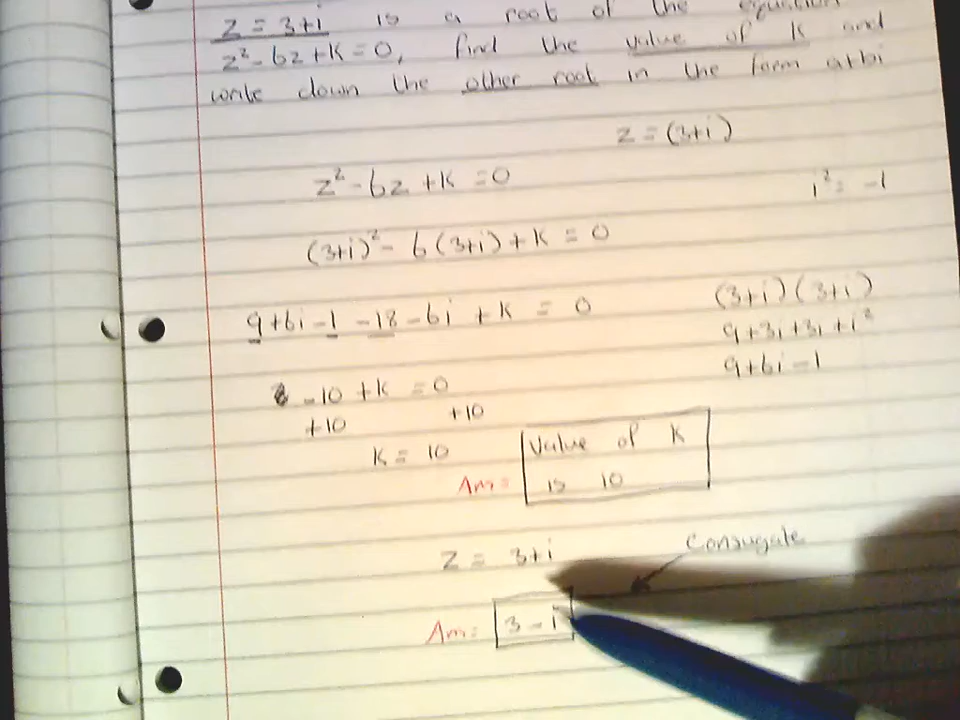 z = 3+i is a root of the equation
z² - 6z + k = 0, find the value of k and
write down the other root in the form a+bi
z = (3+i)
z² - 6z + k = 0
i² = -1
(3+i)² - 6(3+i) + k = 0
9+6i -1 -18 -6i + k = 0
(3+i)(3+i)
9+3i+3i+i²
9+6i -1
-10 + k = 0
+10 +10
k = 10
Value of k
Ans= is 10
z = 3+i
Conjugate
Ans= 3 - i